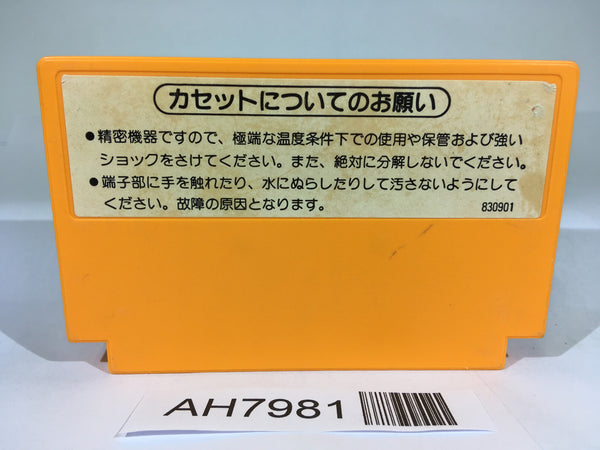 カセットについてのお願い
●精密機器ですので、極端な温度条件下での使用や保管および強い
ショックをさけてください。また、絶対に分解しないでください。
●端子部に手を触れたり、水にぬらしたりして汚さないようにして
ください。故障の原因となります。
830901
AH7981